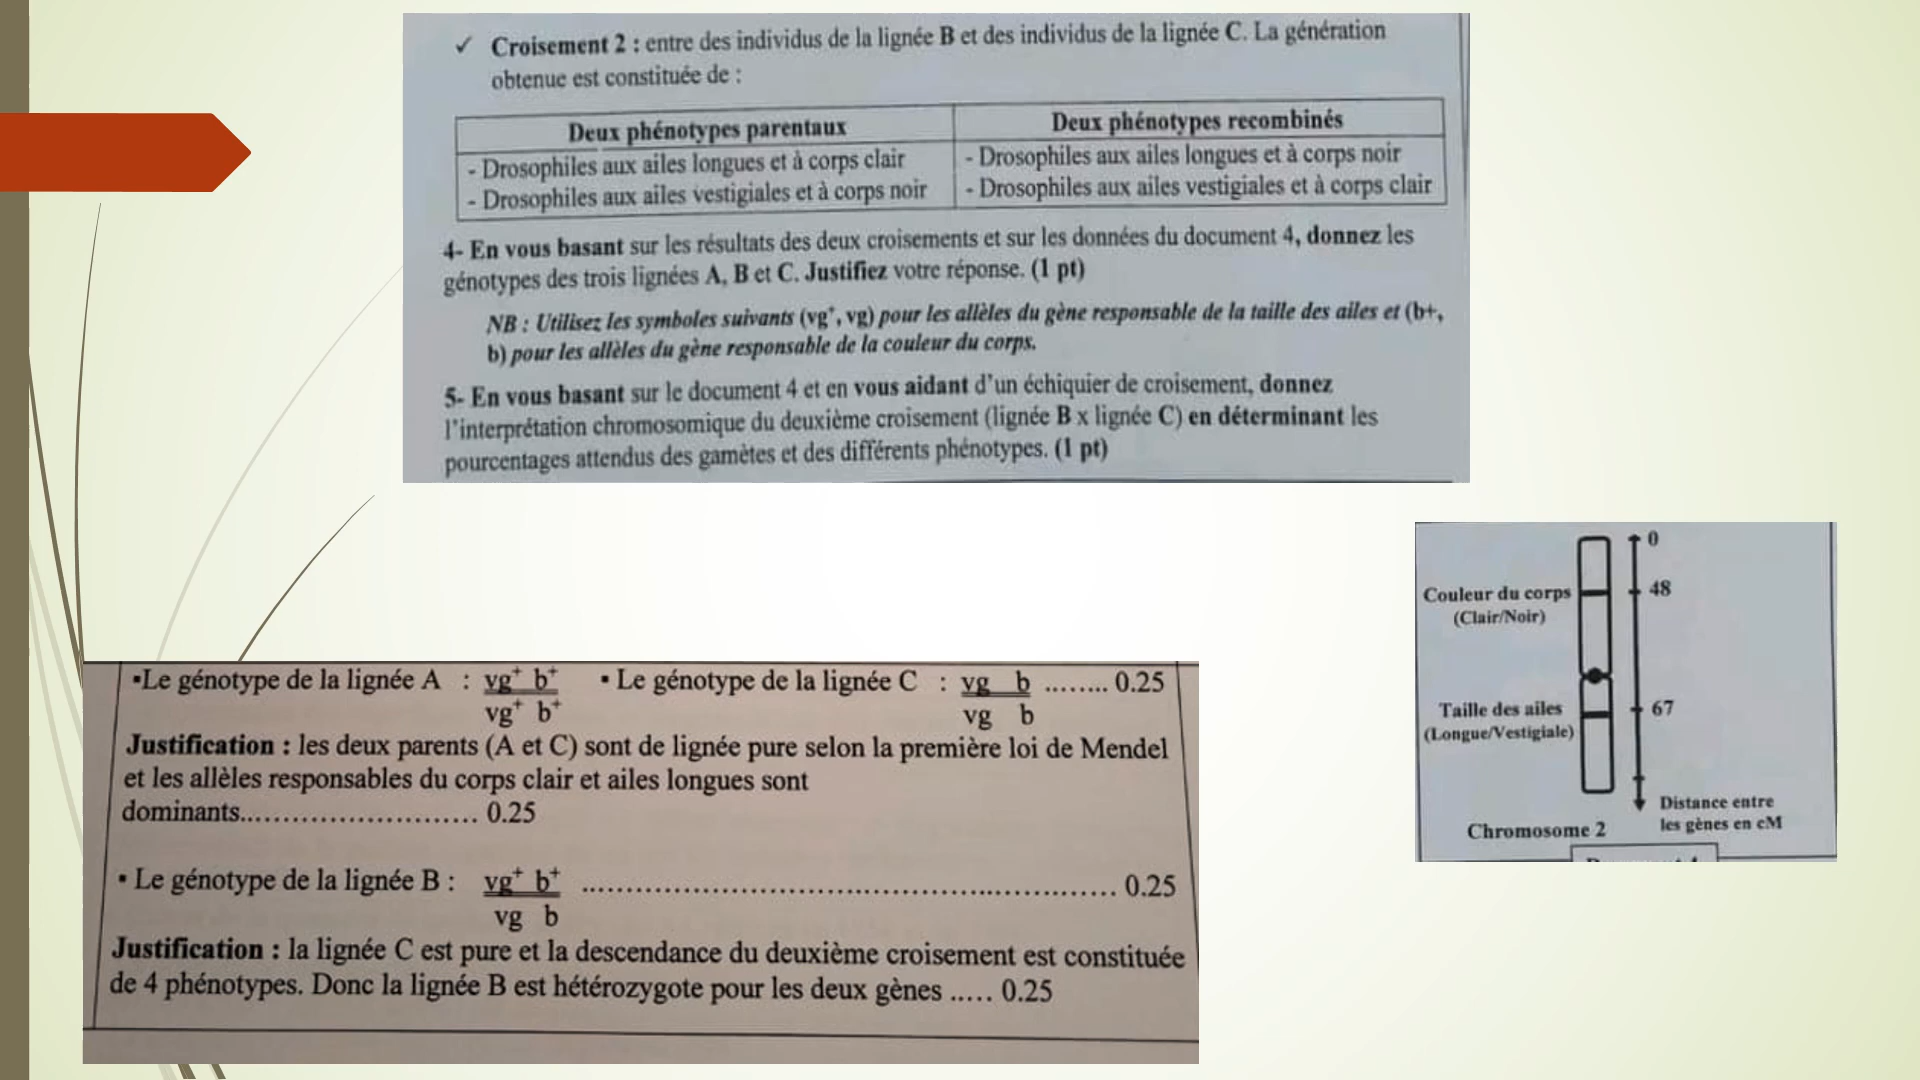 ✓ Croisement 2 : entre des individus de la lignée B et des individus de la lignée C. La génération
obtenue est constituée de :
Deux phénotypes parentaux
Deux phénotypes recombinés
- Drosophiles aux ailes longues et à corps clair
- Drosophiles aux ailes longues et à corps noir
- Drosophiles aux ailes vestigiales et à corps noir
- Drosophiles aux ailes vestigiales et à corps clair
4- En vous basant sur les résultats des deux croisements et sur les données du document 4, donnez les
génotypes des trois lignées A, B et C. Justifiez votre réponse. (1 pt)
NB : Utilisez les symboles suivants (vg⁺, vg) pour les allèles du gène responsable de la taille des ailes et (b+,
b) pour les allèles du gène responsable de la couleur du corps.
5- En vous basant sur le document 4 et en vous aidant d'un échiquier de croisement, donnez
l'interprétation chromosomique du deuxième croisement (lignée B x lignée C) en déterminant les
pourcentages attendus des gamètes et des différents phénotypes. (1 pt)
0
Couleur du corps
48
(Clair/Noir)
Taille des ailes
67
(Longue/Vestigiale)
Distance entre
les gènes en cM
Chromosome 2
▪Le génotype de la lignée A : vg⁺ b⁺ ▪ Le génotype de la lignée C : vg b ........ 0.25
vg⁺ b⁺ vg b
Justification : les deux parents (A et C) sont de lignée pure selon la première loi de Mendel
et les allèles responsables du corps clair et ailes longues sont
dominants.......................... 0.25
▪ Le génotype de la lignée B : vg⁺ b⁺ ............................................................ 0.25
vg b
Justification : la lignée C est pure et la descendance du deuxième croisement est constituée
de 4 phénotypes. Donc la lignée B est hétérozygote pour les deux gènes ..... 0.25